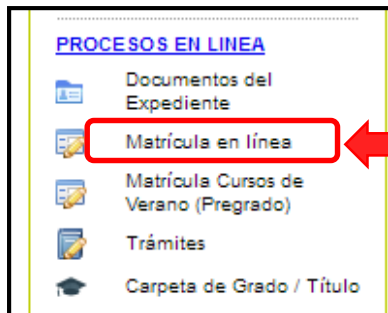 PROCESOS EN LINEA
Documentos del
Expediente
Matrícula en línea
Matrícula Cursos de
Verano (Pregrado)
Trámites
Carpeta de Grado / Título